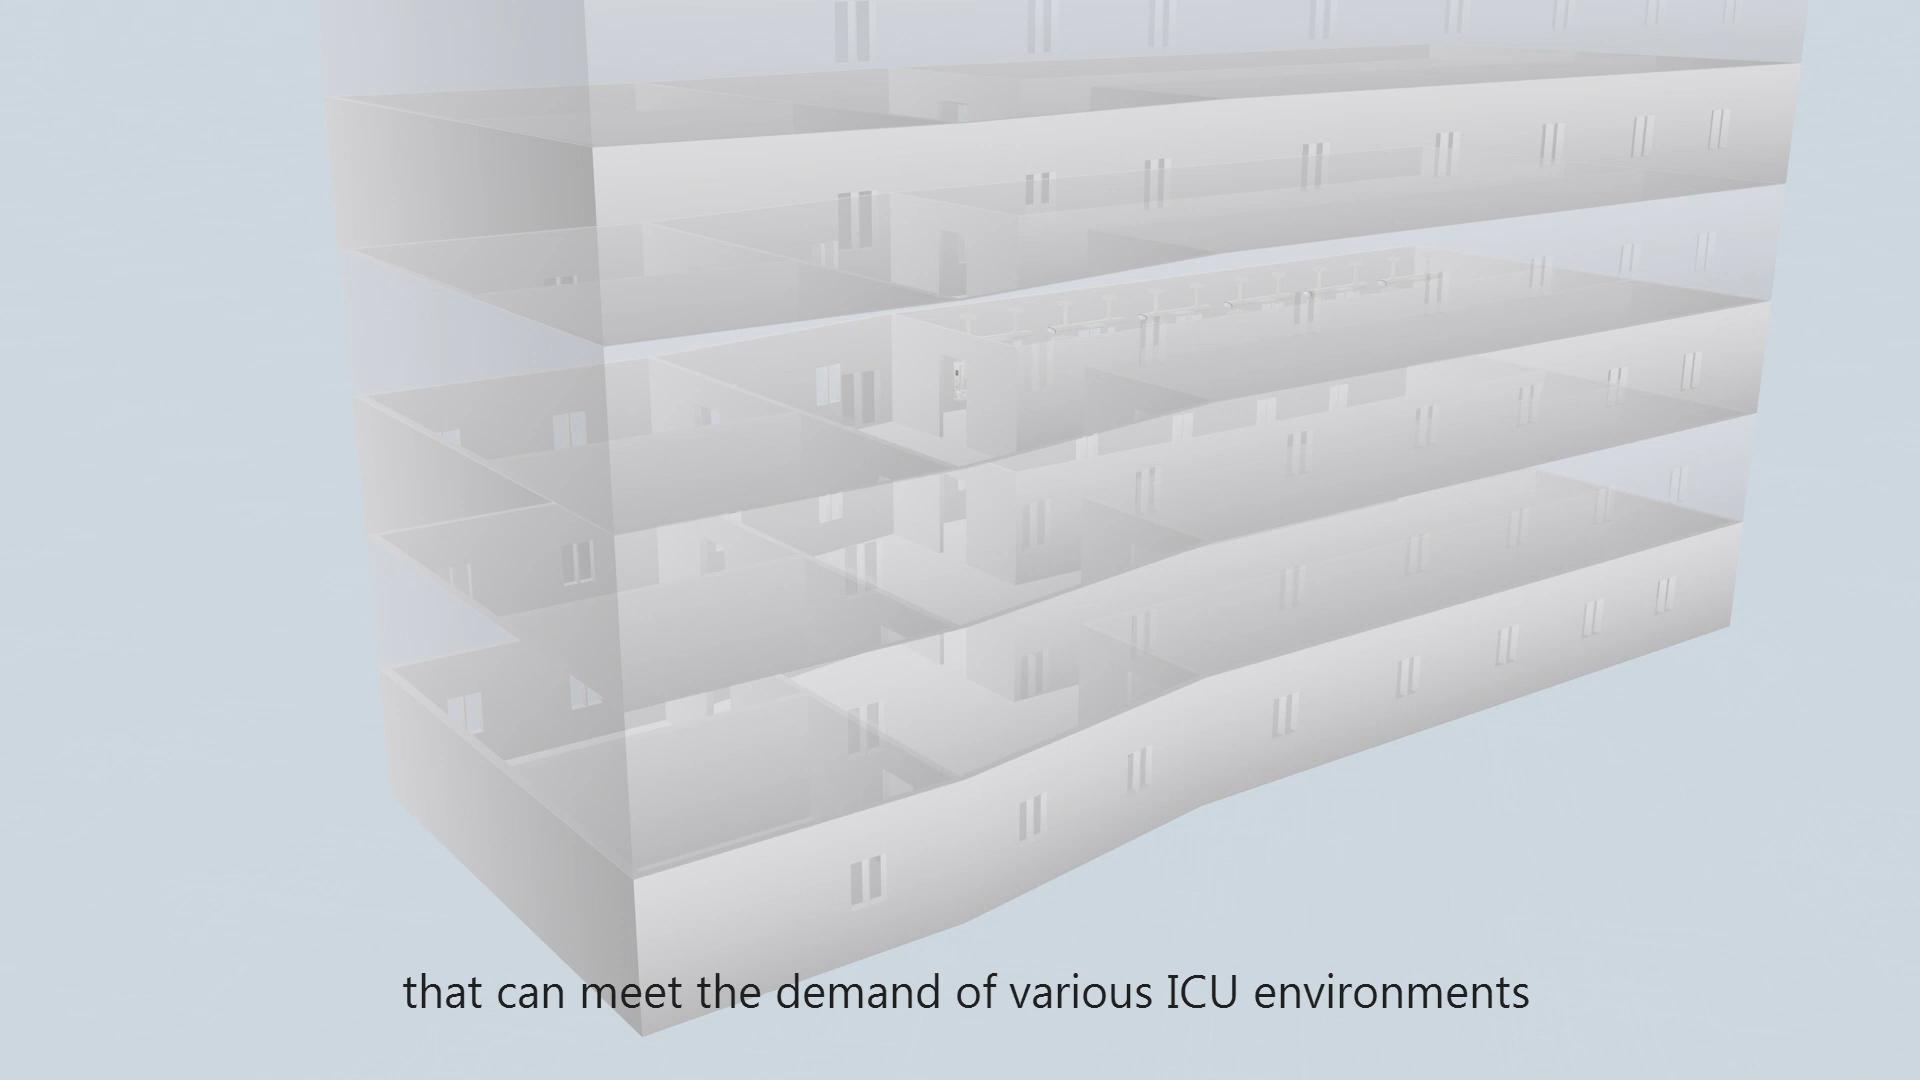 that can meet the demand of various ICU environments